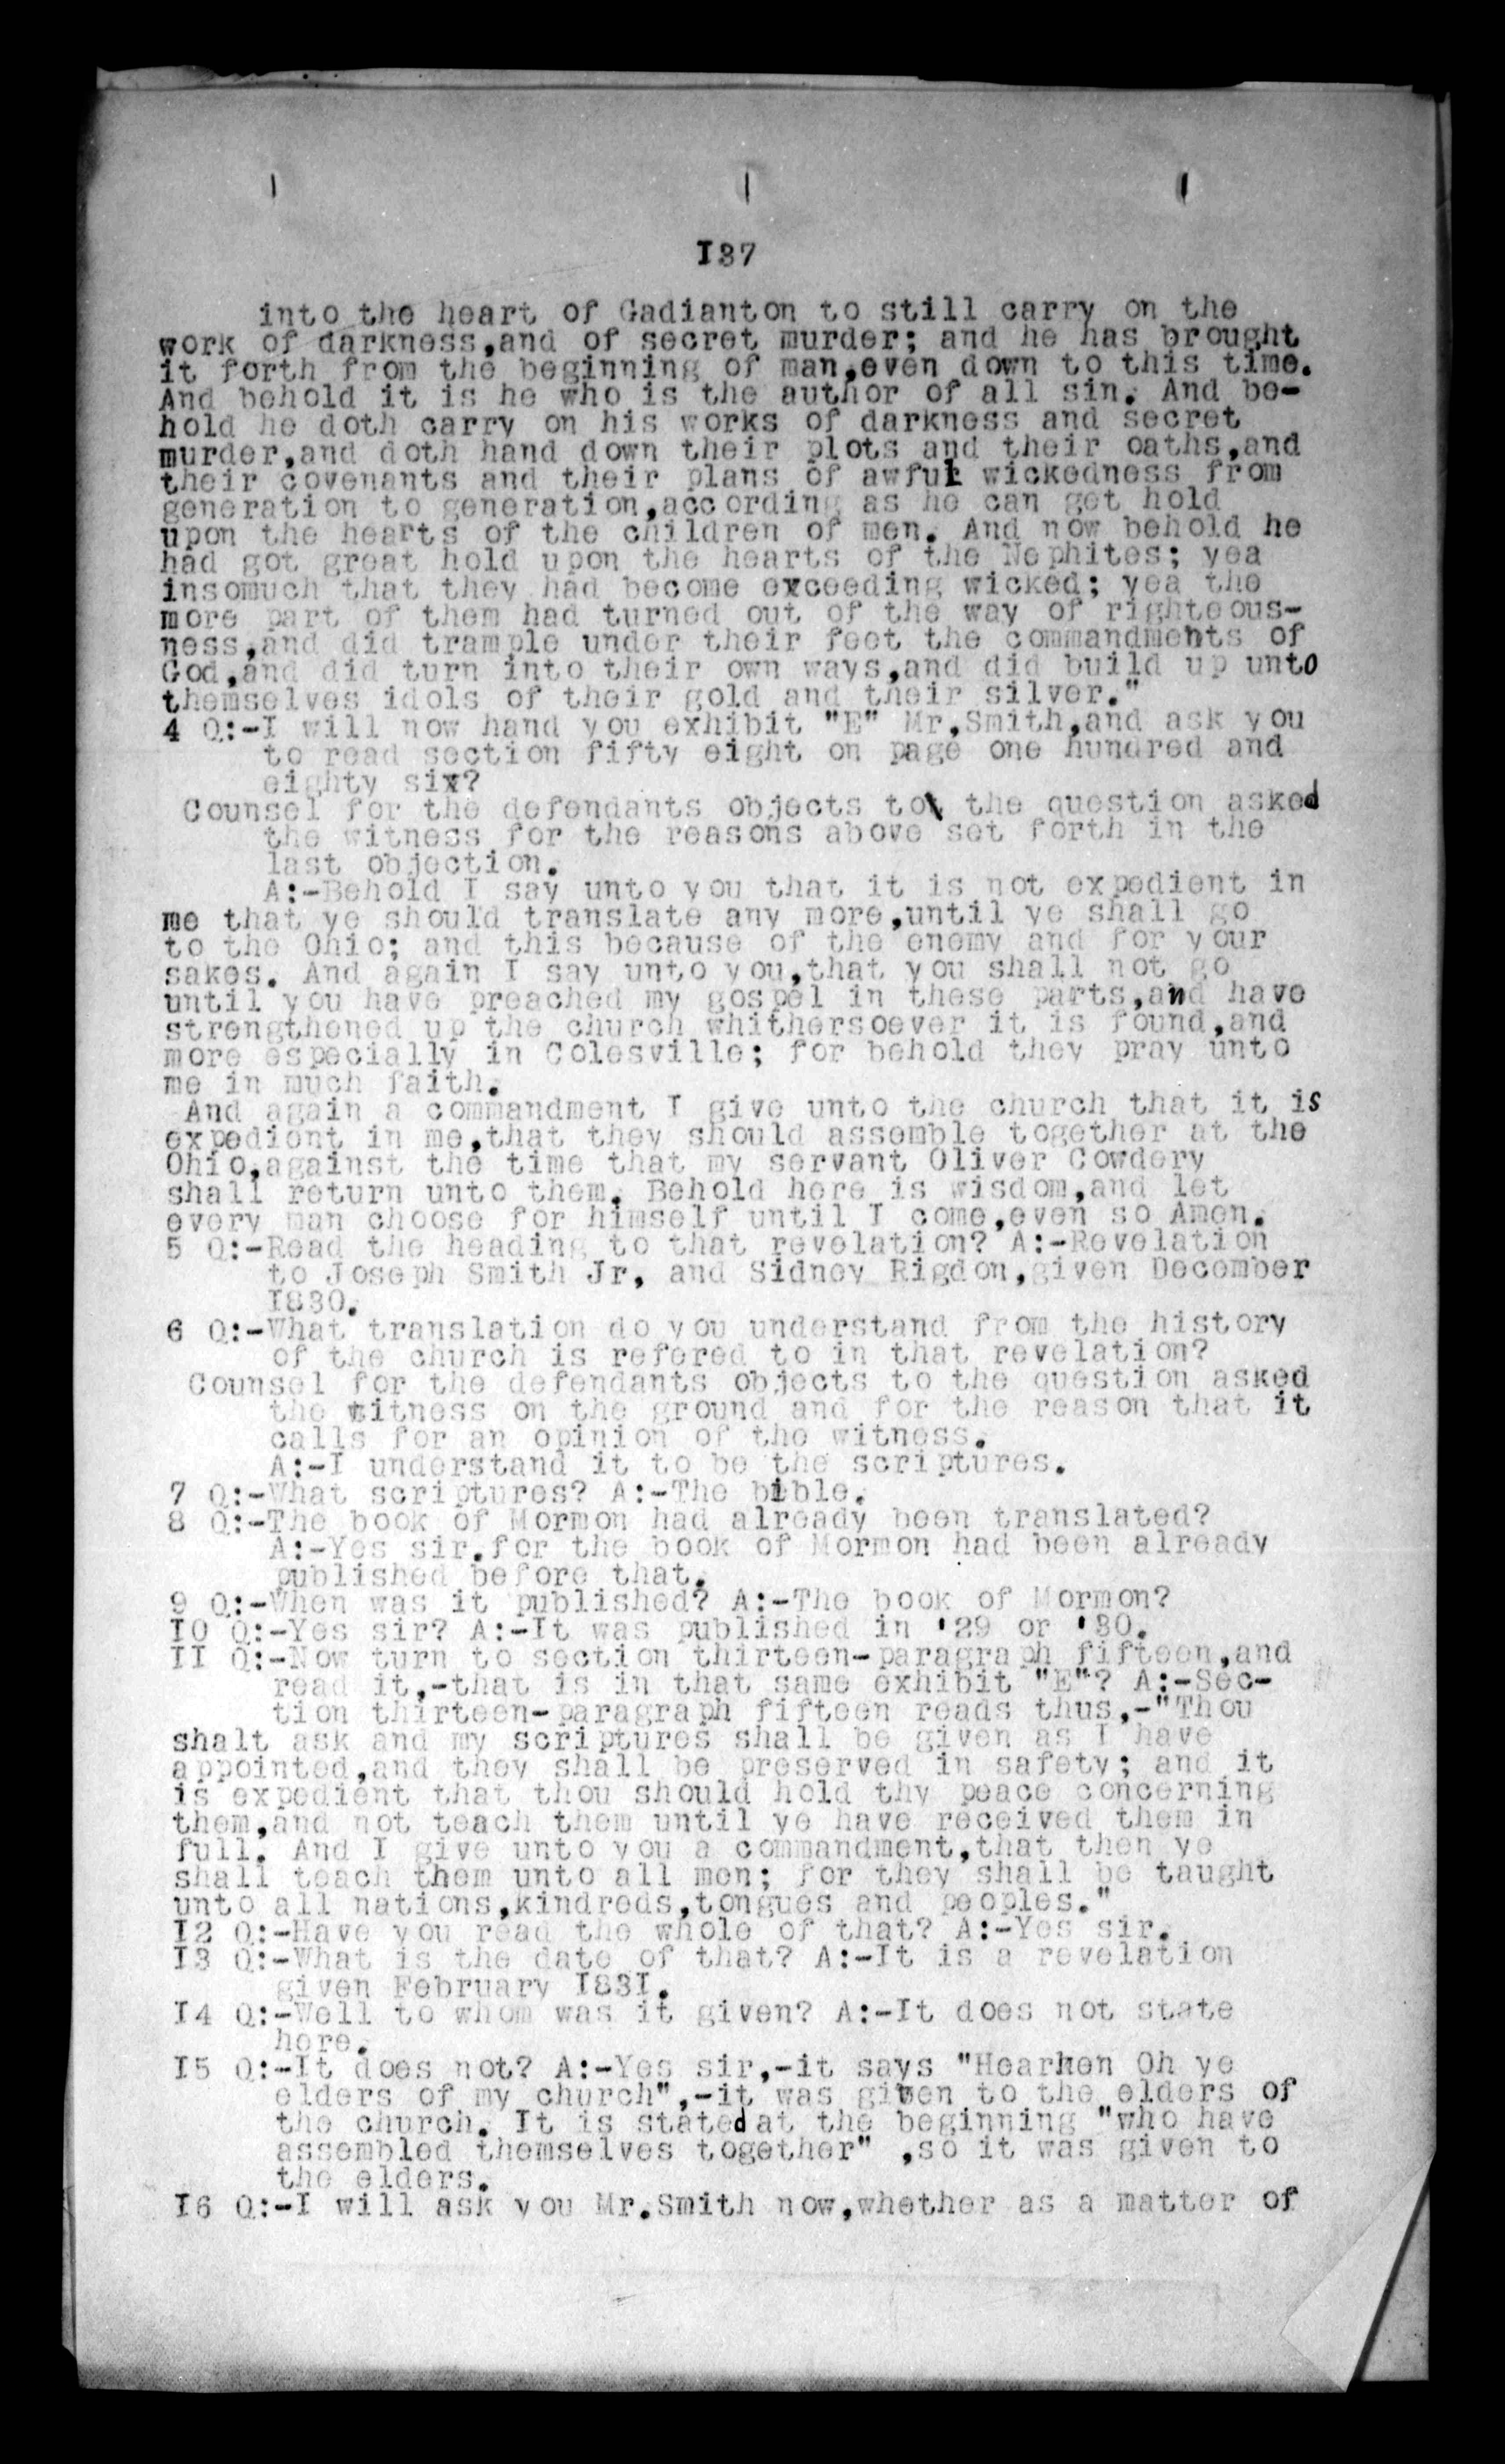 I37
into the heart of Gadianton to still carry on the
work of darkness,and of secret murder; and he has brought
it forth from the beginning of man,even down to this time.
And behold it is he who is the author of all sin. And be-
hold he doth carry on his works of darkness and secret
murder,and doth hand down their plots and their oaths,and
their covenants and their plans of awful wickedness from
generation to generation,according as he can get hold
upon the hearts of the children of men. And now behold he
had got great hold upon the hearts of the Nephites; yea
insomuch that they had become exceeding wicked; yea the
more part of them had turned out of the way of righteous-
ness,and did trample under their feet the commandments of
God,and did turn into their own ways,and did build up unto
themselves idols of their gold and their silver."
4 Q:-I will now hand you exhibit "E" Mr,Smith,and ask you
to read section fifty eight on page one hundred and
eighty six?
Counsel for the defendants objects to the question asked
the witness for the reasons above set forth in the
last objection.
A:-Behold I say unto you that it is not expedient in
me that ye should translate any more,until ye shall go
to the Ohio; and this because of the enemy and for your
sakes. And again I say unto you,that you shall not go
until you have preached my gospel in these parts,and have
strengthened up the church whithersoever it is found,and
more especially in Colesville; for behold they pray unto
me in much faith.
And again a commandment I give unto the church that it is
expedient in me,that they should assemble together at the
Ohio,against the time that my servant Oliver Cowdery
shall return unto them. Behold here is wisdom,and let
every man choose for himself until I come,even so Amen.
5 Q:-Read the heading to that revelation? A:-Revelation
to Joseph Smith Jr, and Sidney Rigdon,given December
I830.
6 Q:-What translation do you understand from the history
of the church is refered to in that revelation?
Counsel for the defendants objects to the question asked
the witness on the ground and for the reason that it
calls for an opinion of the witness.
A:-I understand it to be the scriptures.
7 Q:-What scriptures? A:-The bible.
8 Q:-The book of Mormon had already been translated?
A:-Yes sir.for the book of Mormon had been already
published before that.
9 Q:-When was it published? A:-The book of Mormon?
I0 Q:-Yes sir? A:-It was published in '29 or '30.
II Q:-Now turn to section thirteen-paragraph fifteen,and
read it,-that is in that same exhibit "E"? A:-Sec-
tion thirteen-paragraph fifteen reads thus,-"Thou
shalt ask and my scriptures shall be given as I have
appointed,and they shall be preserved in safety; and it
is expedient that thou should hold thy peace concerning
them,and not teach them until ye have received them in
full. And I give unto you a commandment,that then ye
shall teach them unto all men; for they shall be taught
unto all nations,kindreds,tongues and peoples."
I2 Q:-Have you read the whole of that? A:-Yes sir.
I3 Q:-What is the date of that? A:-It is a revelation
given February I83I.
I4 Q:-Well to whom was it given? A:-It does not state
here.
I5 Q:-It does not? A:-Yes sir,-it says "Hearken Oh ye
elders of my church",-it was given to the elders of
the church. It is stated at the beginning "who have
assembled themselves together" ,so it was given to
the elders.
I6 Q:-I will ask you Mr.Smith now,whether as a matter of